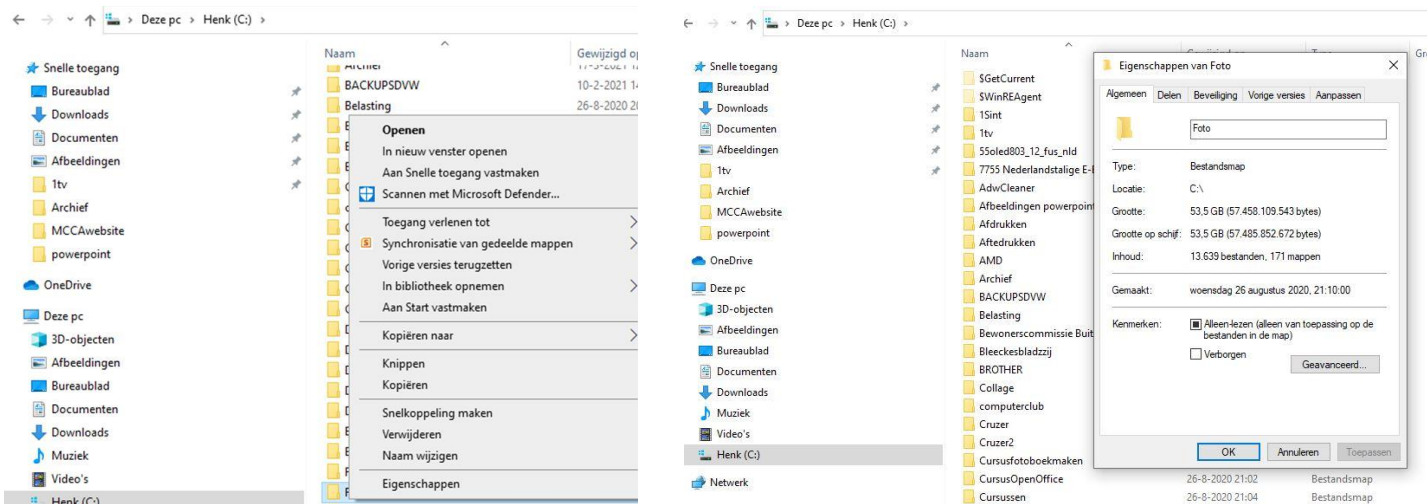 Deze pc > Henk (C:) >
Snelle toegang
Bureaublad
Downloads
Documenten
Afbeeldingen
1tv
Archief
MCCAwebsite
powerpoint
OneDrive
Deze pc
3D-objecten
Afbeeldingen
Bureaublad
Documenten
Downloads
Muziek
Video's
Henk (C:)
Naam
Gewijzigd op
Archief
BACKUPSDVW 10-2-2021 14
Belasting 26-8-2020 20
Openen
In nieuw venster openen
Aan Snelle toegang vastmaken
Scannen met Microsoft Defender...
Toegang verlenen tot
S Synchronisatie van gedeelde mappen
Vorige versies terugzetten
In bibliotheek opnemen
Aan Start vastmaken
Kopiëren naar
Knippen
Kopiëren
Snelkoppeling maken
Verwijderen
Naam wijzigen
Eigenschappen
Deze pc > Henk (C:) >
Snelle toegang
Bureaublad
Downloads
Documenten
Afbeeldingen
1tv
Archief
MCCAwebsite
powerpoint
OneDrive
Deze pc
3D-objecten
Afbeeldingen
Bureaublad
Documenten
Downloads
Muziek
Video's
Henk (C:)
Netwerk
Naam
$GetCurrent
$WinREAgent
1Sint
1tv
55oled803_12_fus_nld
7755 Nederlandstalige E-
AdwCleaner
Afbeeldingen powerpoint
Afdrukken
Aftedrukken
AMD
Archief
BACKUPSDVW
Belasting
Bewonerscommissie Buit
Bleeckesbladzzij
BROTHER
Collage
computerclub
Cruzer
Cruzer2
Cursusfotoboekmaken
CursusOpenOffice 26-8-2020 21:02 Bestandsmap
Cursussen 26-8-2020 21:04 Bestandsmap
Eigenschappen van Foto
Algemeen Delen Beveiliging Vorige versies Aanpassen
Foto
Type: Bestandsmap
Locatie: C:\
Grootte: 53,5 GB (57.458.109.543 bytes)
Grootte op schijf: 53,5 GB (57.485.852.672 bytes)
Inhoud: 13.639 bestanden, 171 mappen
Gemaakt: woensdag 26 augustus 2020, 21:10:00
Kenmerken: Alleen-lezen (alleen van toepassing op de
bestanden in de map)
Verborgen
Geavanceerd...
OK Annuleren Toepassen